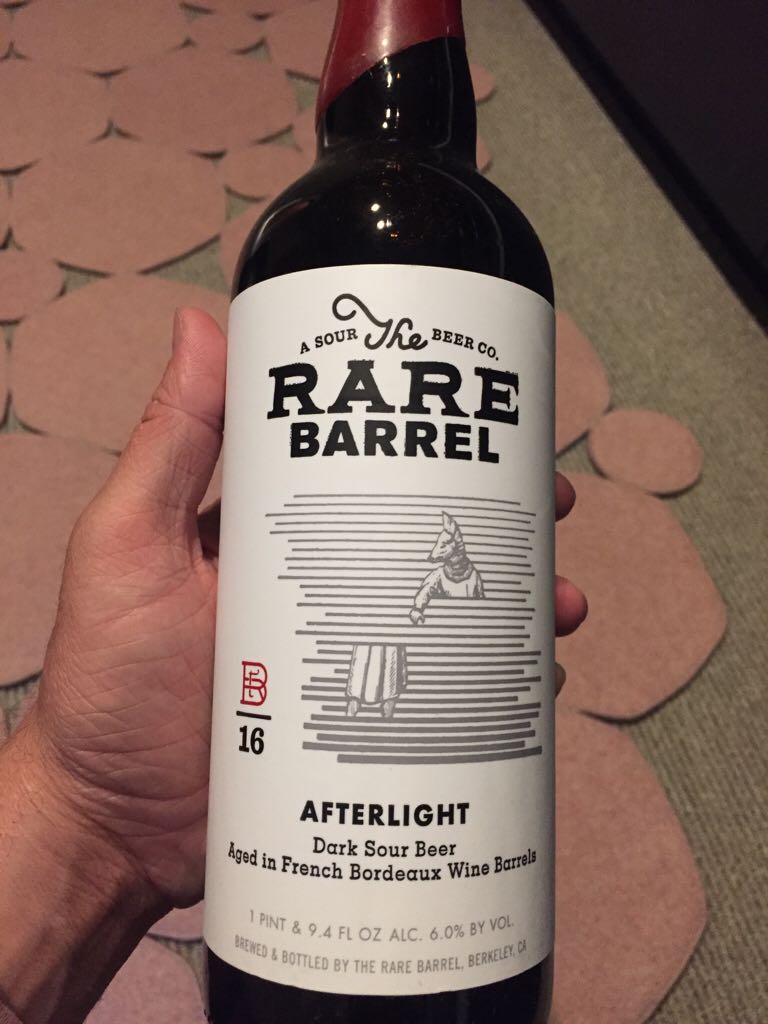 A SOUR The BEER CO.
RARE
BARREL
RB
16
AFTERLIGHT
Dark Sour Beer
Aged in French Bordeaux Wine Barrels
1 PINT & 9.4 FL OZ ALC. 6.0% BY VOL.
BREWED & BOTTLED BY THE RARE BARREL, BERKELEY, CA